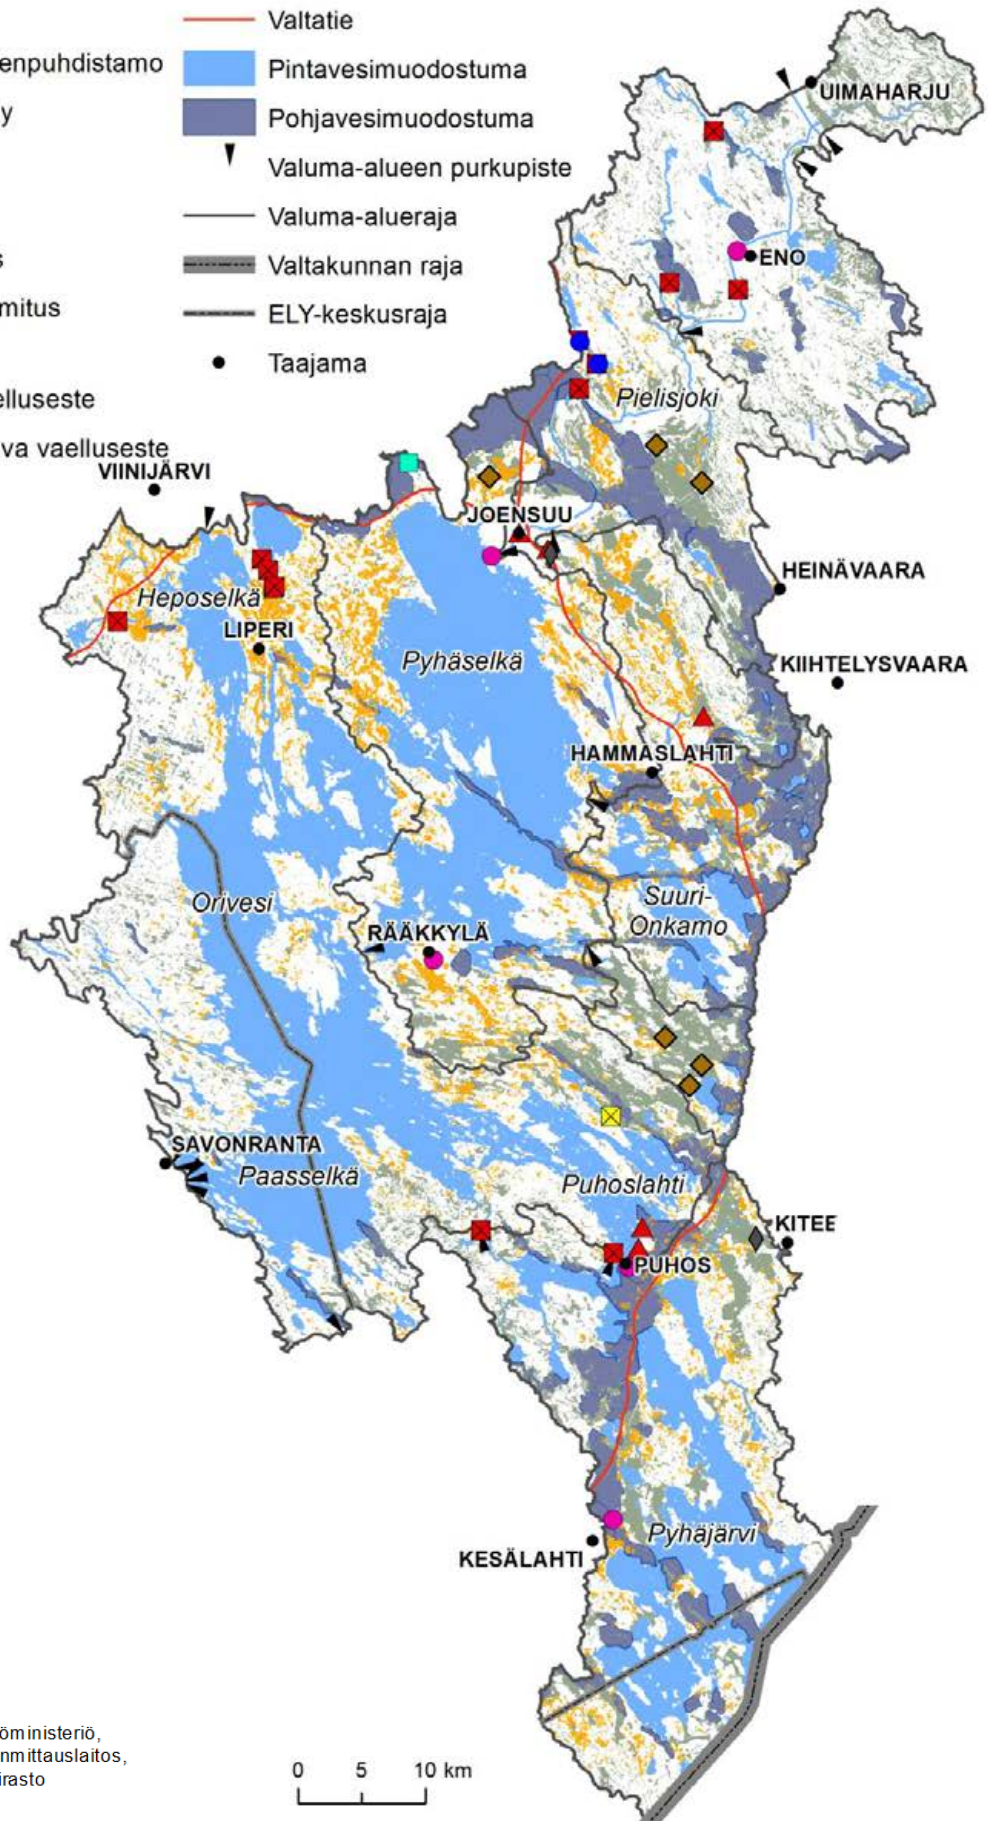 Valtatie
enpuhdistamo
Pintavesimuodostuma
y
Pohjavesimuodostuma
Valuma-alueen purkupiste
Valuma-alueraja
s
Valtakunnan raja
mitus
ELY-keskusraja
Taajama
elluseste
va vaelluseste
UIMAHARJU
ENO
Pielisjoki
VIINIJÄRVI
JOENSUU
HEINÄVAARA
Heposelkä
LIPERI
Pyhäselkä
KIIHTELYSVAARA
HAMMASLAHTI
Orivesi
Suuri-
Onkamo
RÄÄKKYLÄ
SAVONRANTA
Paasselkä
Puhoslahti
KITEE
PUHOS
Pyhäjärvi
KESÄLAHTI
öministeriö,
nmittauslaitos,
irasto
0 5 10 km